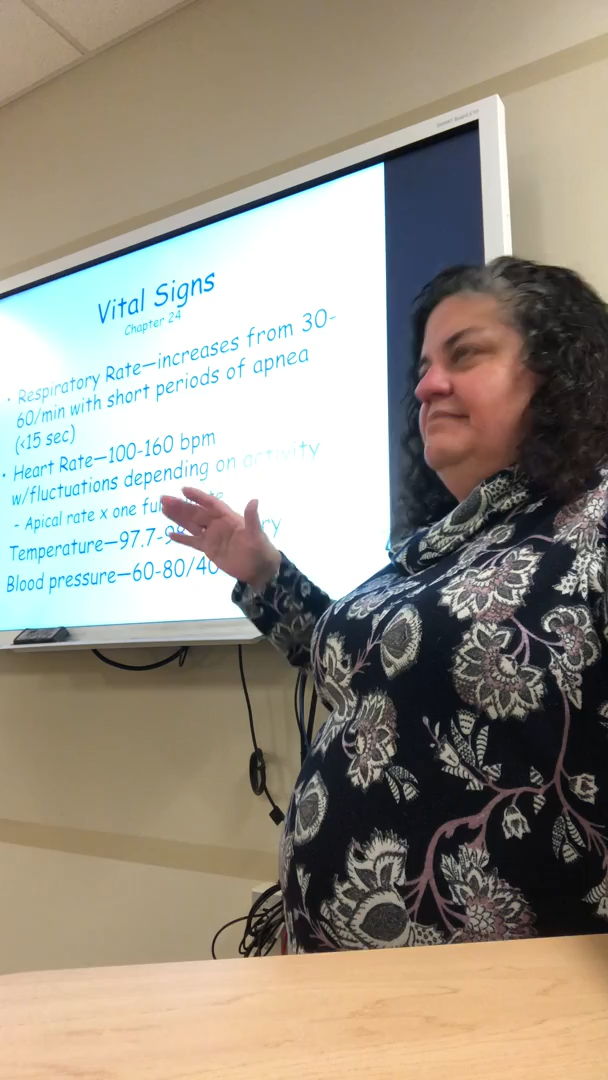 Vital Signs
Chapter 24
• Respiratory Rate—increases from 30-
60/min with short periods of apnea
(<15 sec)
• Heart Rate—100-160 bpm
w/fluctuations depending on activity
- Apical rate x one
Temperature—97.7-
Blood pressure—60-80/40